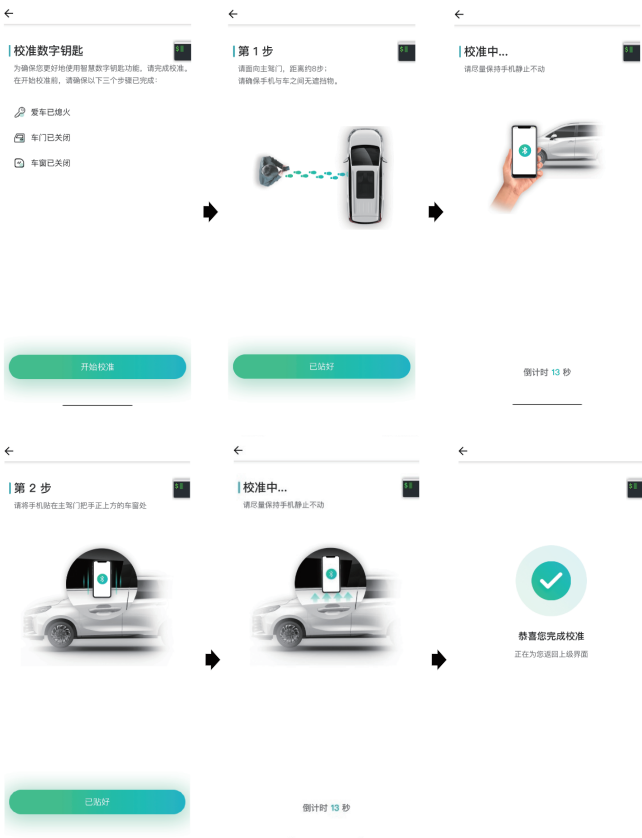 校准数字钥匙
为确保您更好地使用智慧数字钥匙功能，请完成校准。
在开始校准前，请确保以下三个步骤已完成：
爱车已熄火
车门已关闭
车窗已关闭
开始校准
第 1 步
请面向主驾门，距离约8步；
请确保手机与车之间无遮挡物。
已站好
校准中...
请尽量保持手机静止不动
倒计时 13 秒
第 2 步
请将手机贴在主驾门把手正上方的车窗处
已贴好
校准中...
请尽量保持手机静止不动
倒计时 13 秒
恭喜您完成校准
正在为您返回上级界面